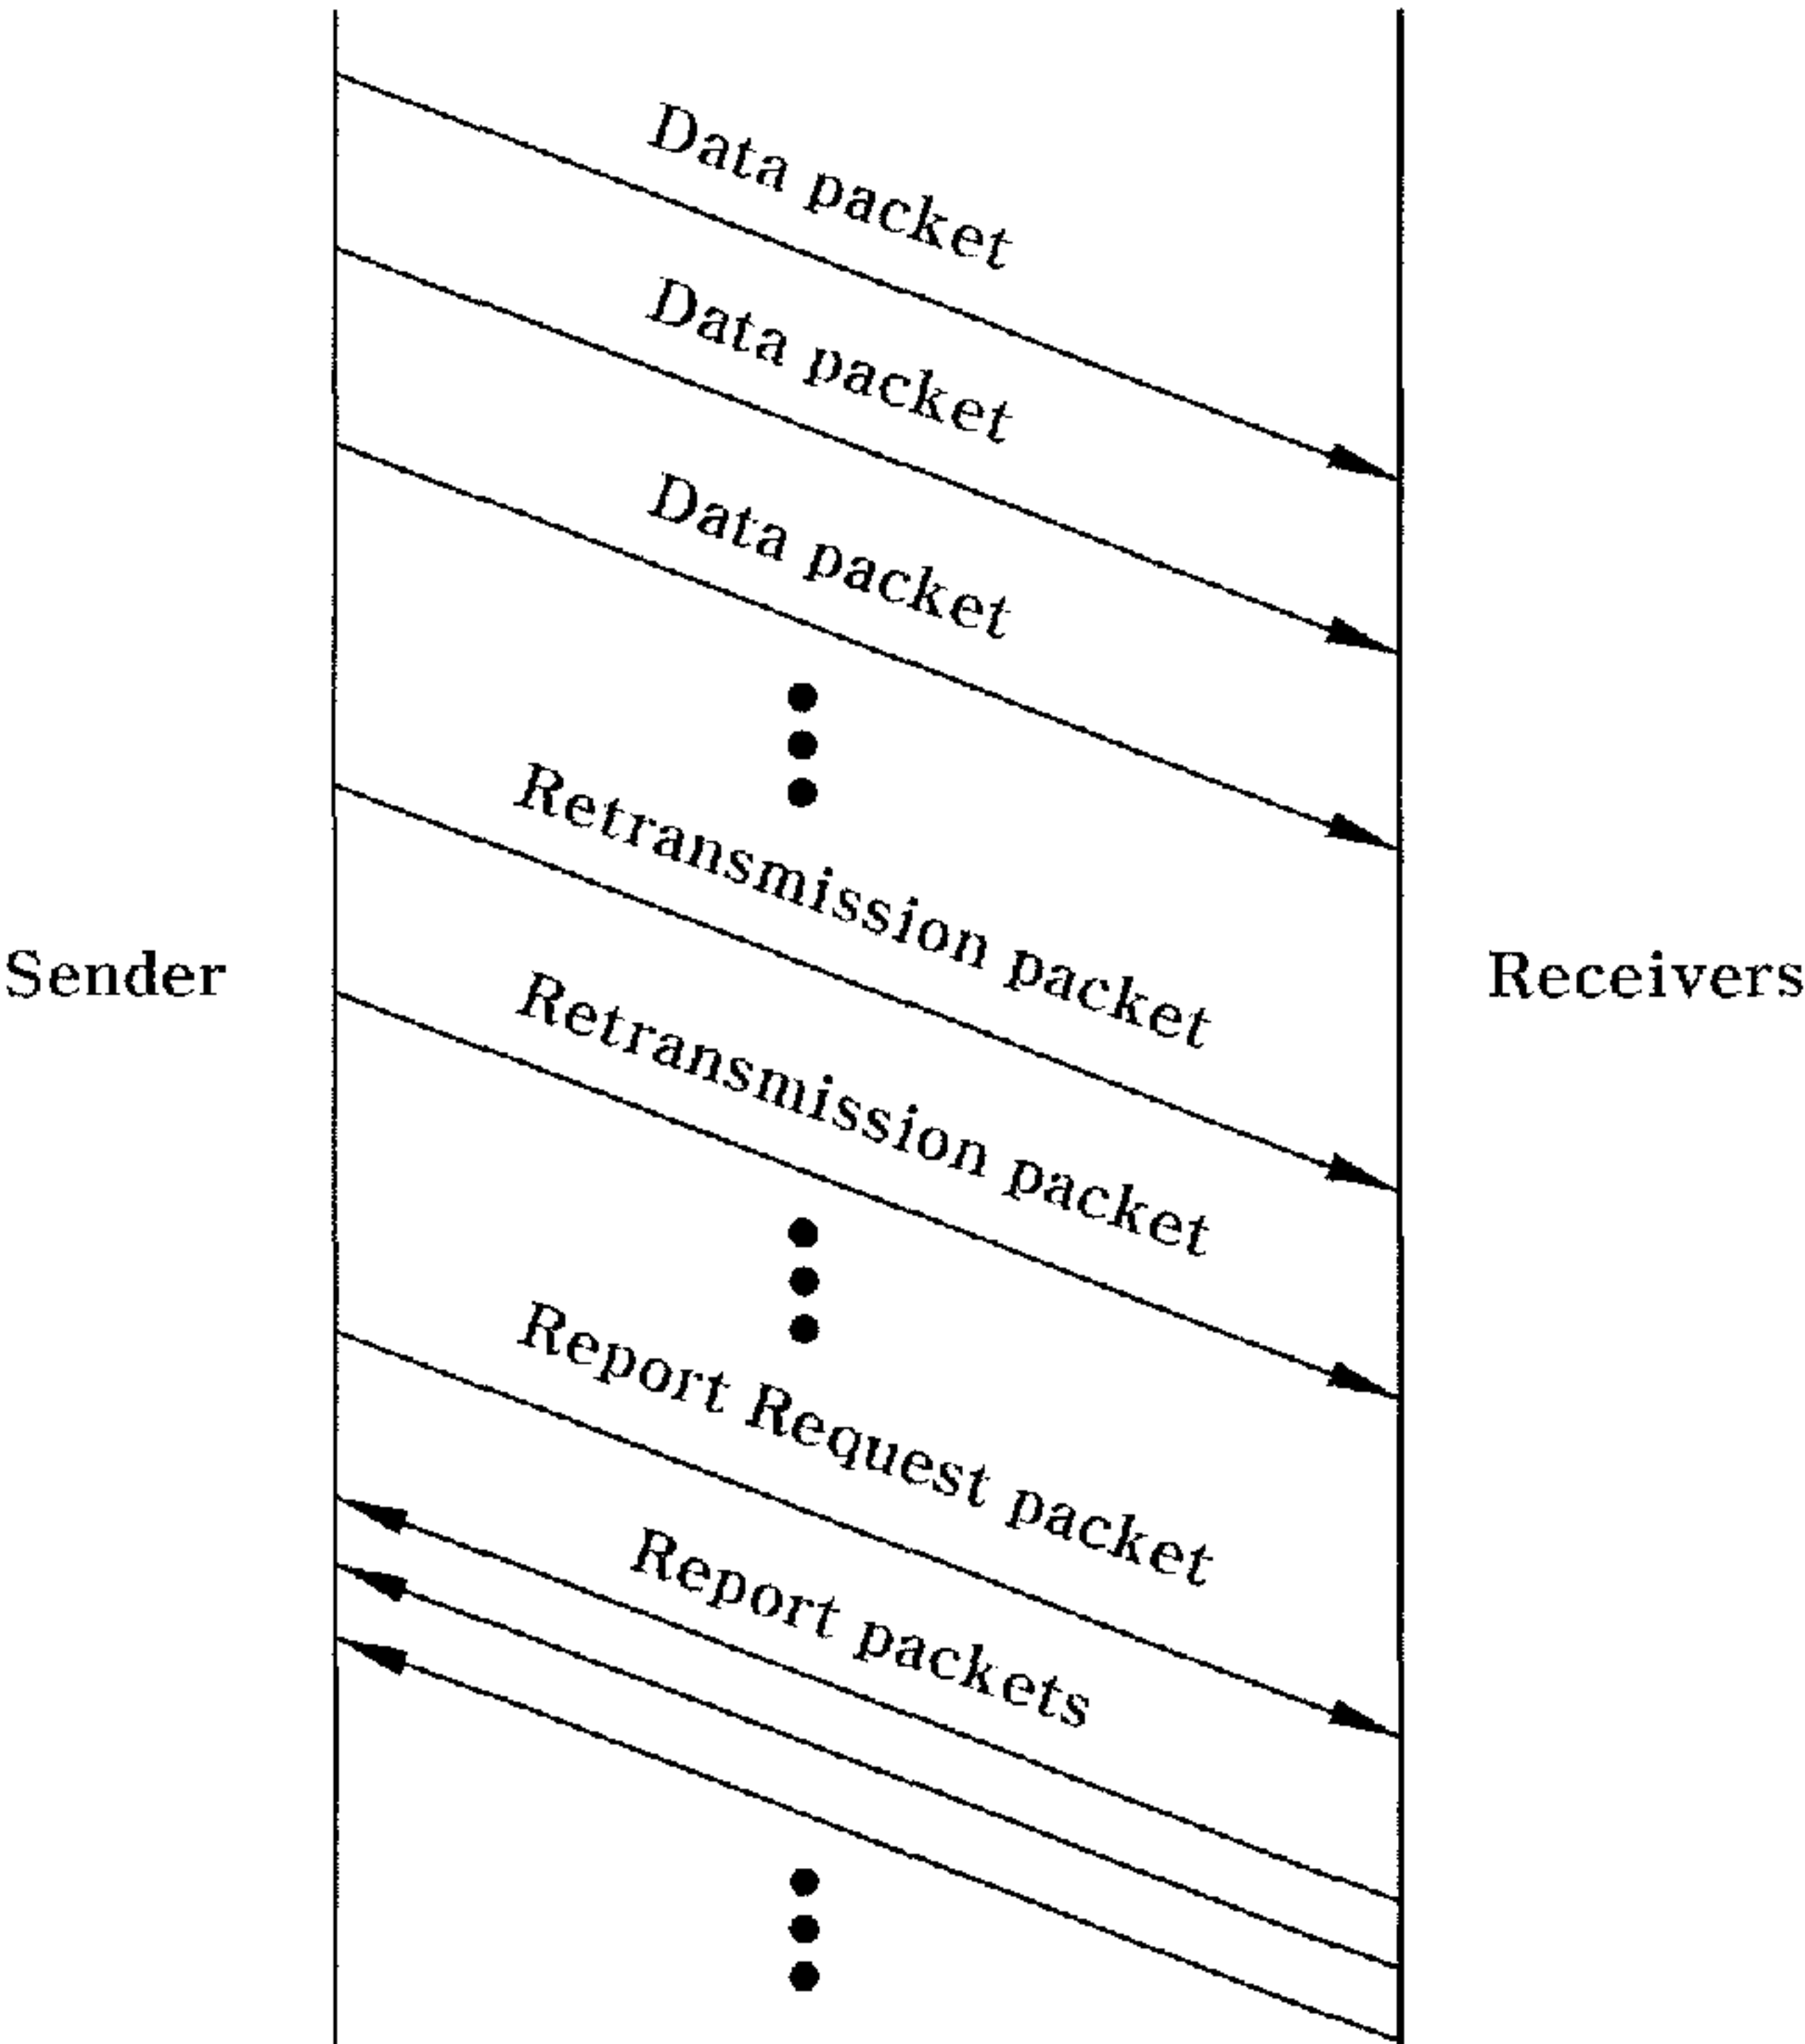 Data packet
Data packet
Data packet
Retransmission packet
Sender
Receivers
Retransmission packet
Report Request packet
Report packets